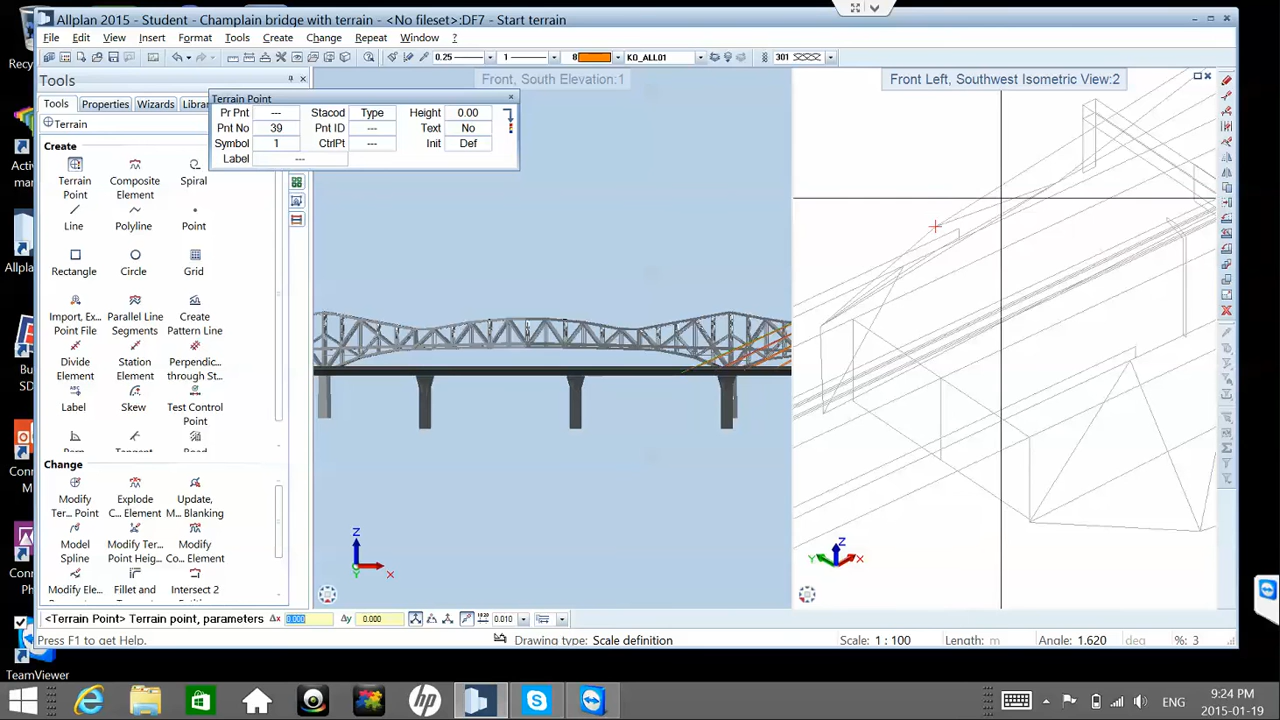 Allplan 2015 - Student - Champlain bridge with terrain - <No fileset>:DF7 - Start terrain
File Edit View Insert Format Tools Create Change Repeat Window ?
0.25 1 8 KO_ALL01 301
Tools
Front, South Elevation:1
Front Left, Southwest Isometric View:2
Tools Properties Wizards Librar
Terrain
Terrain Point
Pr Pnt --- Stacod Type Height 0.00
Pnt No 39 Pnt ID --- Text No
Symbol 1 CtrlPt --- Init Def
Label ---
Create
Terrain Point
Composite Element
Spiral
Line
Polyline
Point
Rectangle
Circle
Grid
Import, Ex... Point File
Parallel Line Segments
Create Pattern Line
Divide Element
Station Element
Perpendic... through St...
Label
Skew
Test Control Point
Change
Modify Ter... Point
Explode C... Element
Update, M... Blanking
Model Spline
Modify Ter... Point Heig...
Modify Co... Element
Modify Ele...
Fillet and
Intersect 2
Z
X
Y
Z
Y
X
<Terrain Point> Terrain point, parameters Δx 0.000 Δy 0.000 0.010
Press F1 to get Help.
Drawing type: Scale definition
Scale: 1 : 100
Length: m
Angle: 1.620
deg
%: 3
Recy
Allpla
TeamViewer
hp
ENG
9:24 PM
2015-01-19